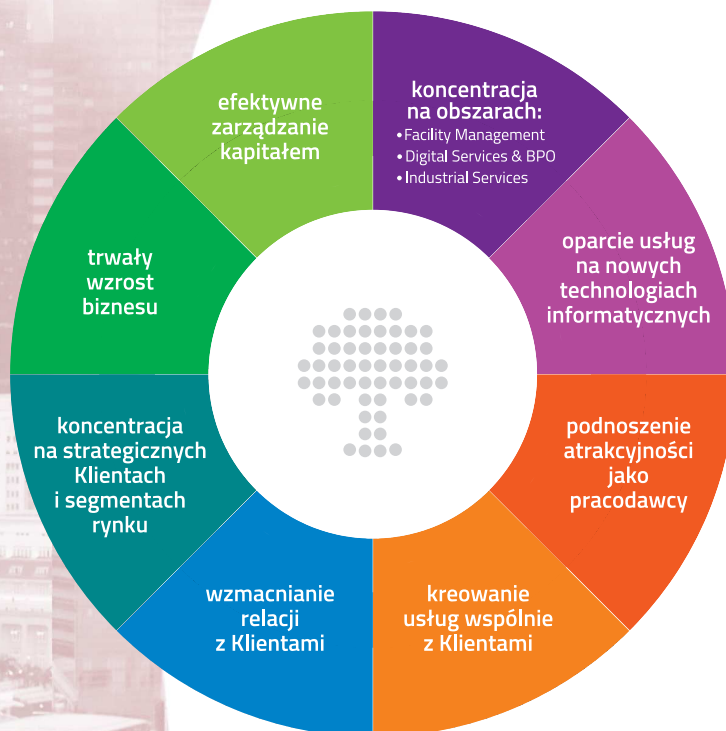 koncentracja
na obszarach:
• Facility Management
• Digital Services & BPO
• Industrial Services
oparcie usług
na nowych
technologiach
informatycznych
podnoszenie
atrakcyjności
jako
pracodawcy
kreowanie
usług wspólnie
z Klientami
wzmacnianie
relacji
z Klientami
koncentracja
na strategicznych
Klientach
i segmentach
rynku
trwały
wzrost
biznesu
efektywne
zarządzanie
kapitałem